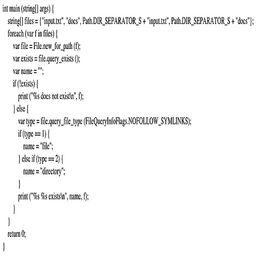 int main (string[] args) {
string[] files = {"input.txt", "docs", Path.DIR_SEPARATOR_S + "input.txt", Path.DIR_SEPARATOR_S + "docs"};
foreach (var f in files) {
var file = File.new_for_path (f);
var exists = file.query_exists ();
var name = "";
if (!exists) {
print ("%s does not exist\n", f);
} else {
var type = file.query_file_type (FileQueryInfoFlags.NOFOLLOW_SYMLINKS);
if (type == 1) {
name = "file";
} else if (type == 2) {
name = "directory";
}
print ("%s %s exists\n", name, f);
}
}
return 0;
}